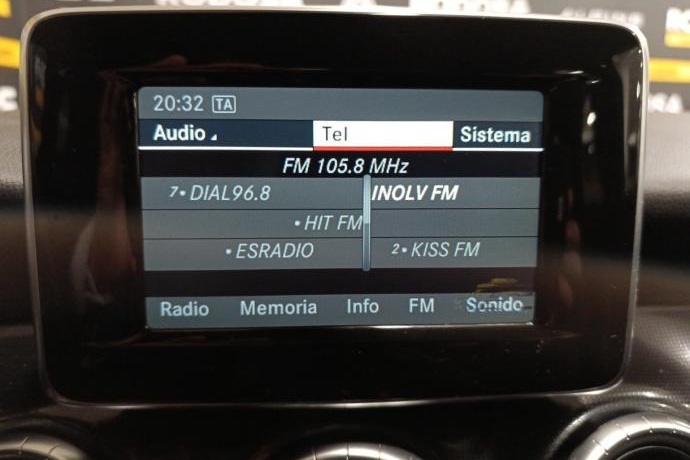 20:32 TA
Audio Tel Sistema
FM 105.8 MHz
7• DIAL96.8 INOLV FM
• HIT FM
• ESRADIO 2• KISS FM
Radio Memoria Info FM Sonido